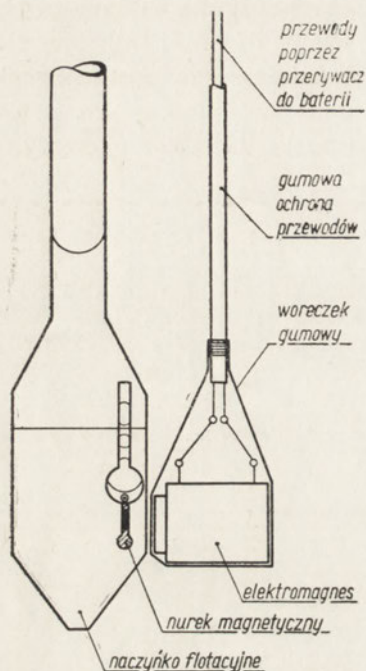 przewody
poprzez
przerywacz
do baterii
gumowa
ochrona
przewodów
woreczek
gumowy
elektromagnes
nurek magnetyczny
naczyńko flotacyjne